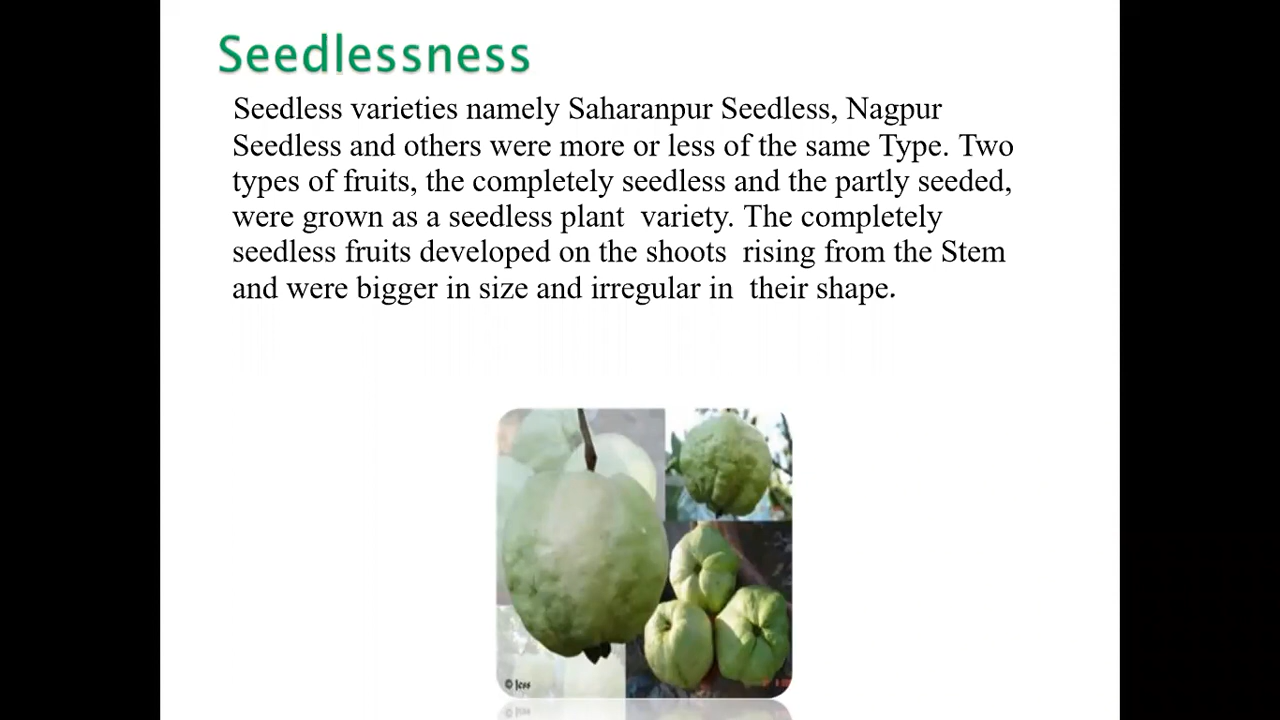 Seedlessness
Seedless varieties namely Saharanpur Seedless, Nagpur
Seedless and others were more or less of the same Type. Two
types of fruits, the completely seedless and the partly seeded,
were grown as a seedless plant variety. The completely
seedless fruits developed on the shoots rising from the Stem
and were bigger in size and irregular in their shape.
© Jess